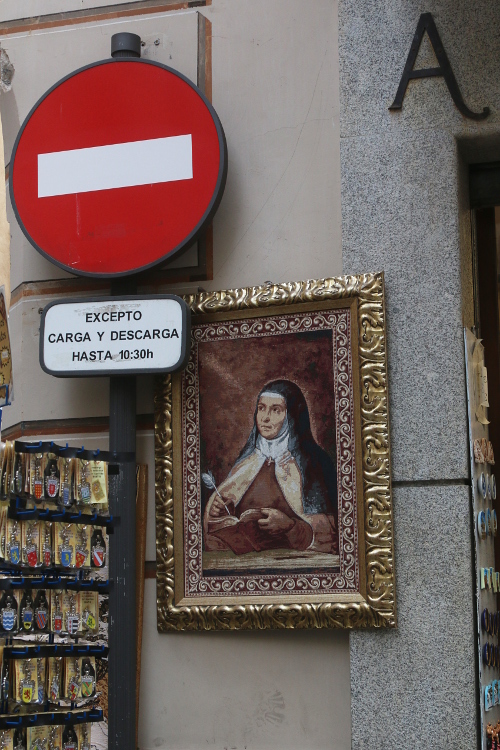 A
EXCEPTO
CARGA Y DESCARGA
HASTA 10:30h